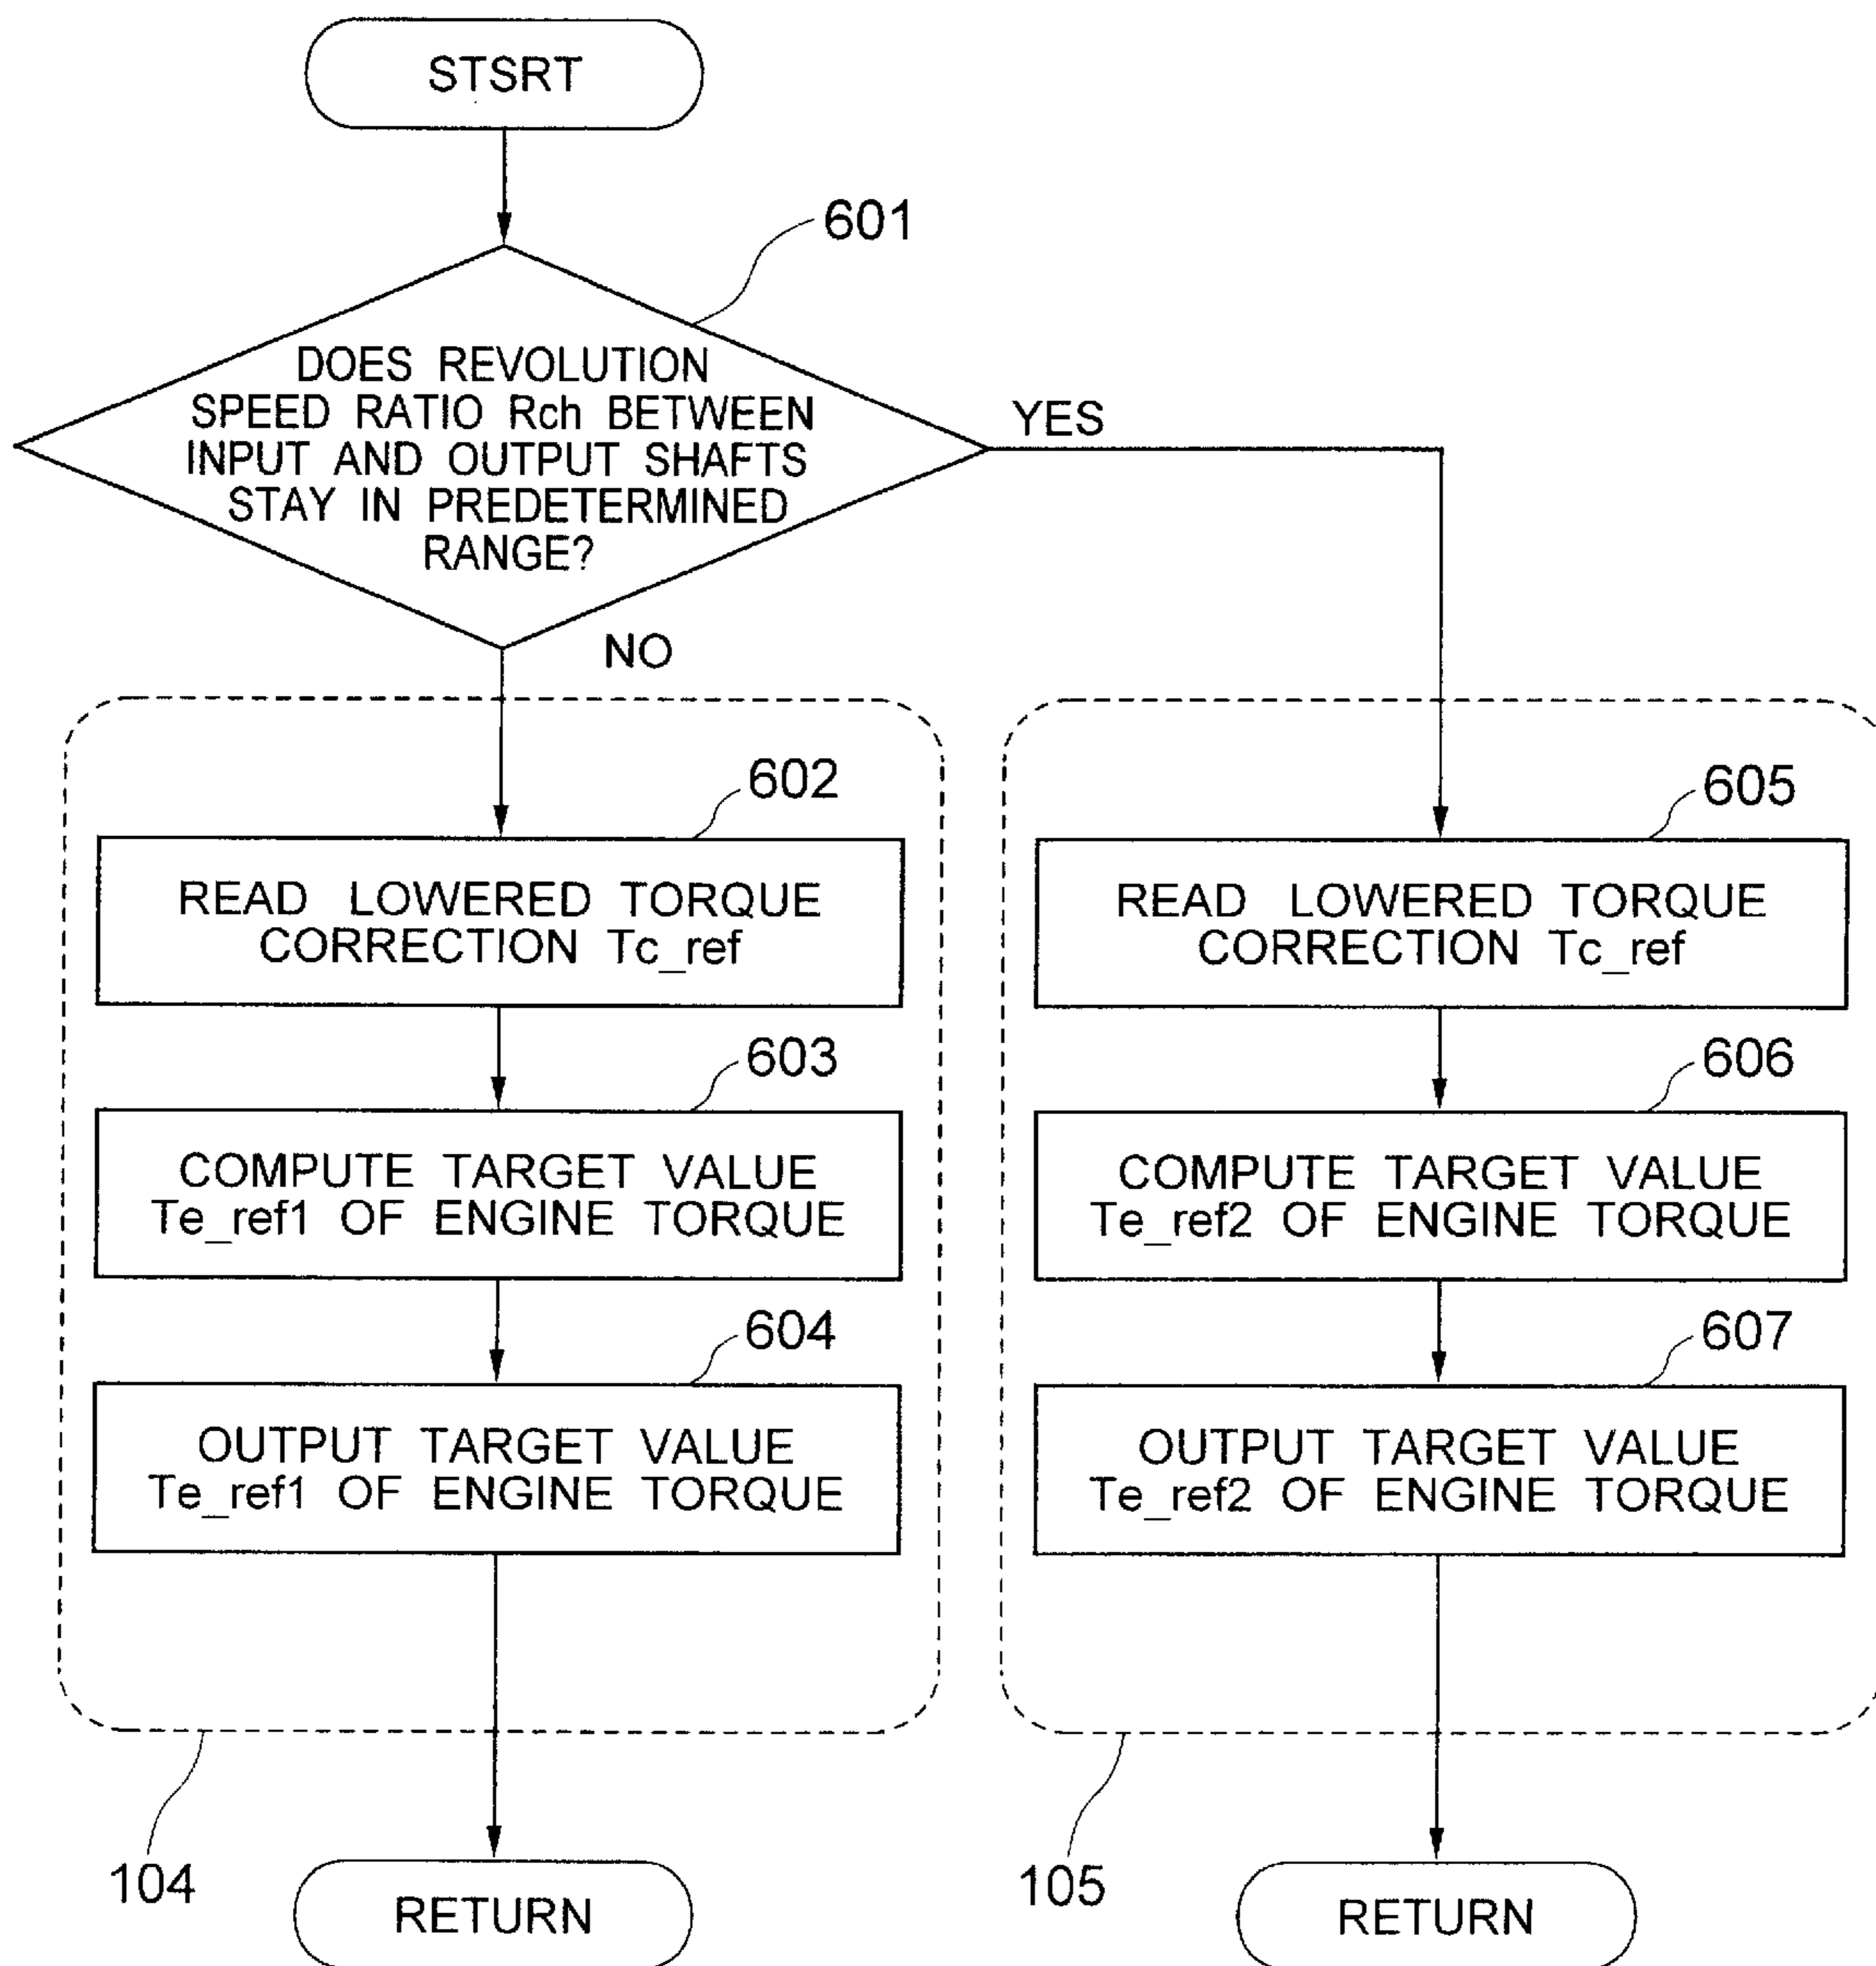 STSRT
601
DOES REVOLUTION
SPEED RATIO Rch BETWEEN
INPUT AND OUTPUT SHAFTS
STAY IN PREDETERMINED
RANGE?
YES
NO
602
READ LOWERED TORQUE
CORRECTION Tc_ref
603
COMPUTE TARGET VALUE
Te_ref1 OF ENGINE TORQUE
604
OUTPUT TARGET VALUE
Te_ref1 OF ENGINE TORQUE
104
RETURN
605
READ LOWERED TORQUE
CORRECTION Tc_ref
606
COMPUTE TARGET VALUE
Te_ref2 OF ENGINE TORQUE
607
OUTPUT TARGET VALUE
Te_ref2 OF ENGINE TORQUE
105
RETURN